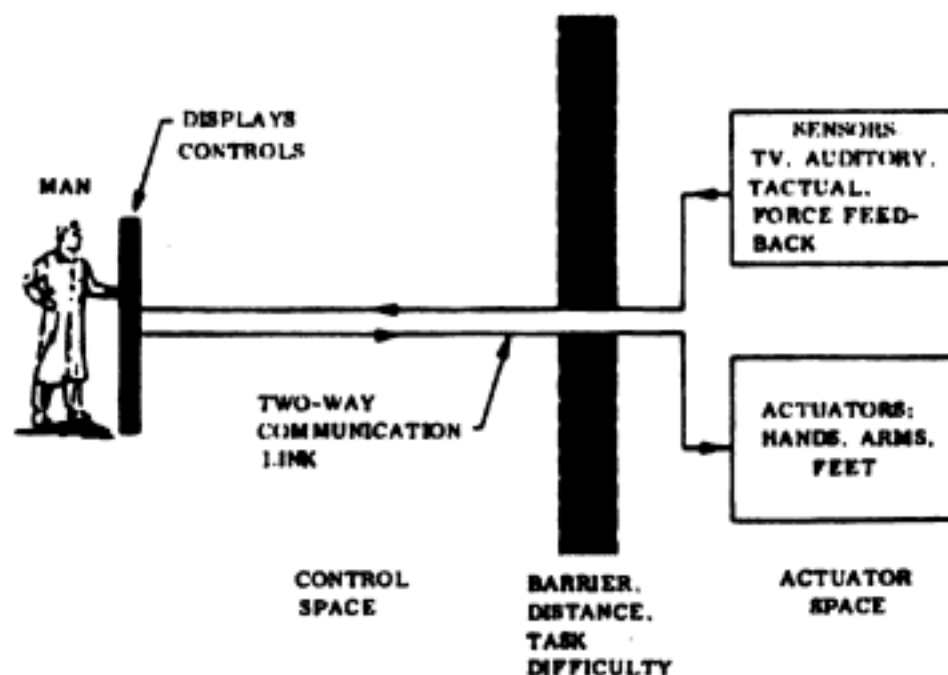 DISPLAYS
CONTROLS
MAN
SENSORS
TV, AUDITORY,
TACTUAL,
FORCE FEED-
BACK
TWO-WAY
COMMUNICATION
LINK
ACTUATORS:
HANDS, ARMS,
FEET
CONTROL
SPACE
BARRIER,
DISTANCE,
TASK
DIFFICULTY
ACTUATOR
SPACE